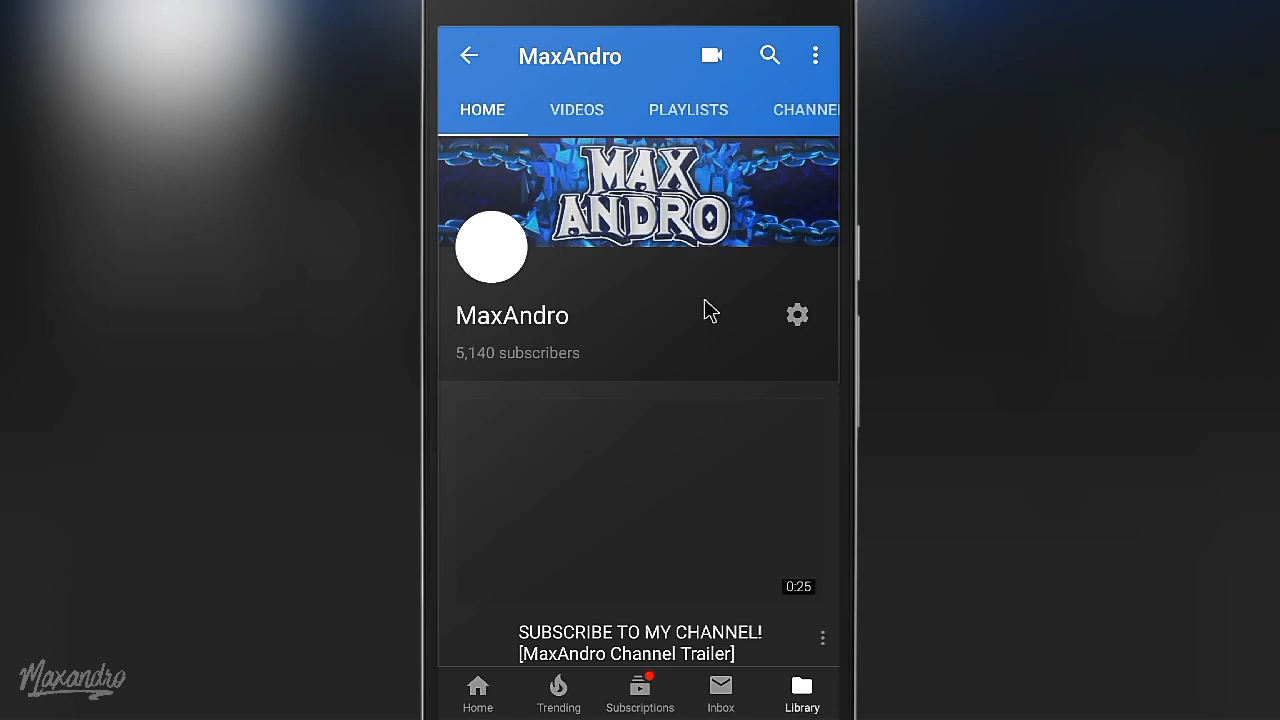 MaxAndro
HOME VIDEOS PLAYLISTS CHANNE
MAX
ANDRO
MaxAndro
5,140 subscribers
0:25
SUBSCRIBE TO MY CHANNEL!
[MaxAndro Channel Trailer]
Home Trending Subscriptions Inbox Library
Maxandro